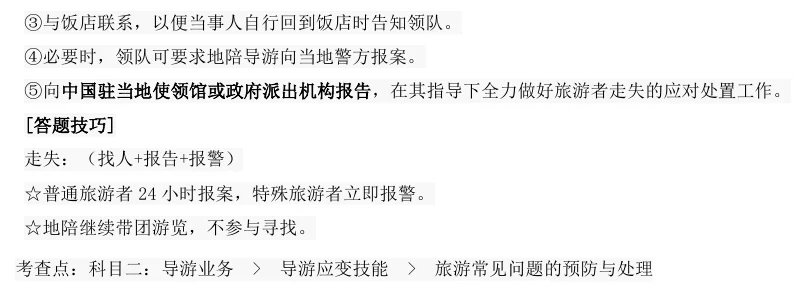 ③与饭店联系，以便当事人自行回到饭店时告知领队。
④必要时，领队可要求地陪导游向当地警方报案。
⑤向中国驻当地使领馆或政府派出机构报告，在其指导下全力做好旅游者走失的应对处置工作。
[答题技巧]
走失：（找人+报告+报警）
☆普通旅游者 24 小时报案，特殊旅游者立即报警。
☆地陪继续带团游览，不参与寻找。
考查点：科目二：导游业务 > 导游应变技能 > 旅游常见问题的预防与处理